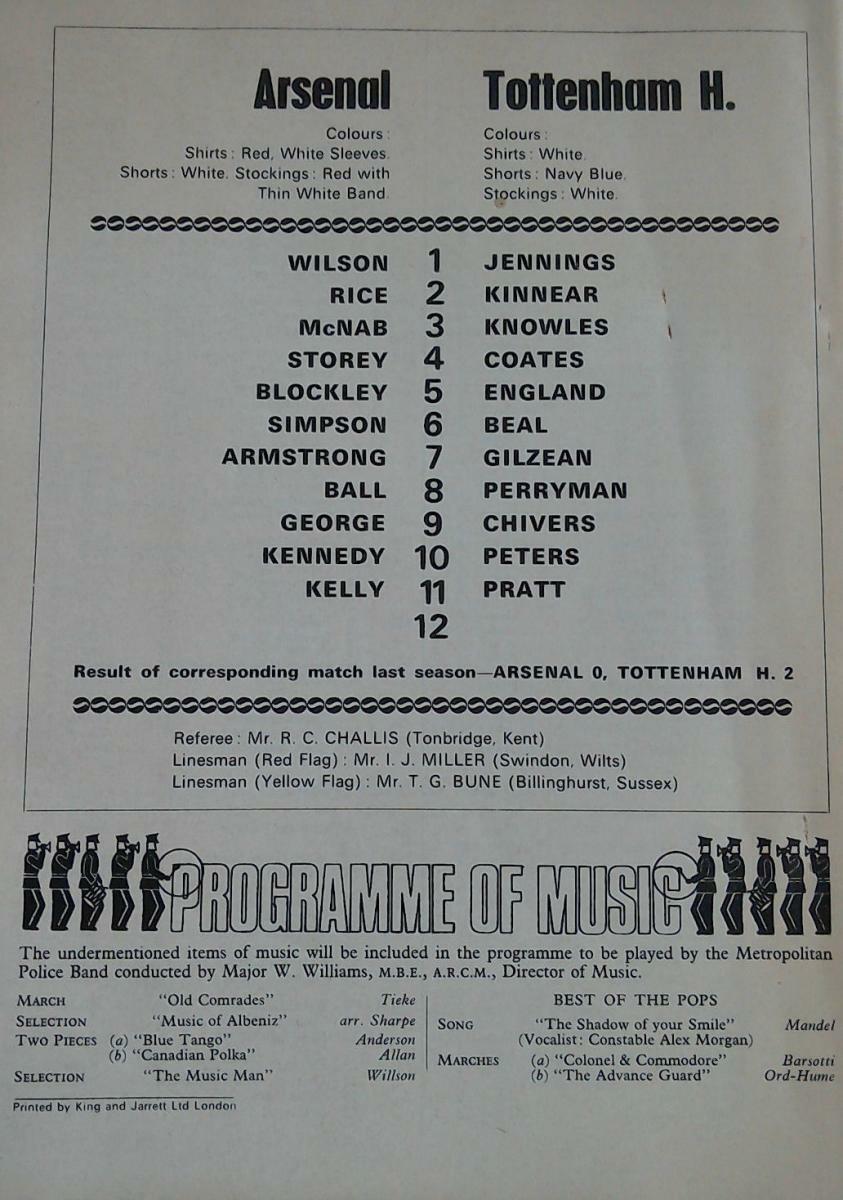 Arsenal
Colours :
Shirts : Red, White Sleeves.
Shorts : White. Stockings : Red with
Thin White Band.
Tottenham H.
Colours :
Shirts : White.
Shorts : Navy Blue.
Stockings : White.
WILSON 1 JENNINGS
RICE 2 KINNEAR
McNAB 3 KNOWLES
STOREY 4 COATES
BLOCKLEY 5 ENGLAND
SIMPSON 6 BEAL
ARMSTRONG 7 GILZEAN
BALL 8 PERRYMAN
GEORGE 9 CHIVERS
KENNEDY 10 PETERS
KELLY 11 PRATT
12
Result of corresponding match last season—ARSENAL 0, TOTTENHAM H. 2
Referee : Mr. R. C. CHALLIS (Tonbridge, Kent)
Linesman (Red Flag) : Mr. I. J. MILLER (Swindon, Wilts)
Linesman (Yellow Flag) : Mr. T. G. BUNE (Billinghurst, Sussex)
PROGRAMME OF MUSIC
The undermentioned items of music will be included in the programme to be played by the Metropolitan
Police Band conducted by Major W. Williams, M.B.E., A.R.C.M., Director of Music.
MARCH "Old Comrades" Tieke
SELECTION "Music of Albeniz" arr. Sharpe
TWO PIECES (a) "Blue Tango" Anderson
(b) "Canadian Polka" Allan
SELECTION "The Music Man" Willson
BEST OF THE POPS
SONG "The Shadow of your Smile" Mandel
(Vocalist: Constable Alex Morgan)
MARCHES (a) "Colonel & Commodore" Barsotti
(b) "The Advance Guard" Ord-Hume
Printed by King and Jarrett Ltd London